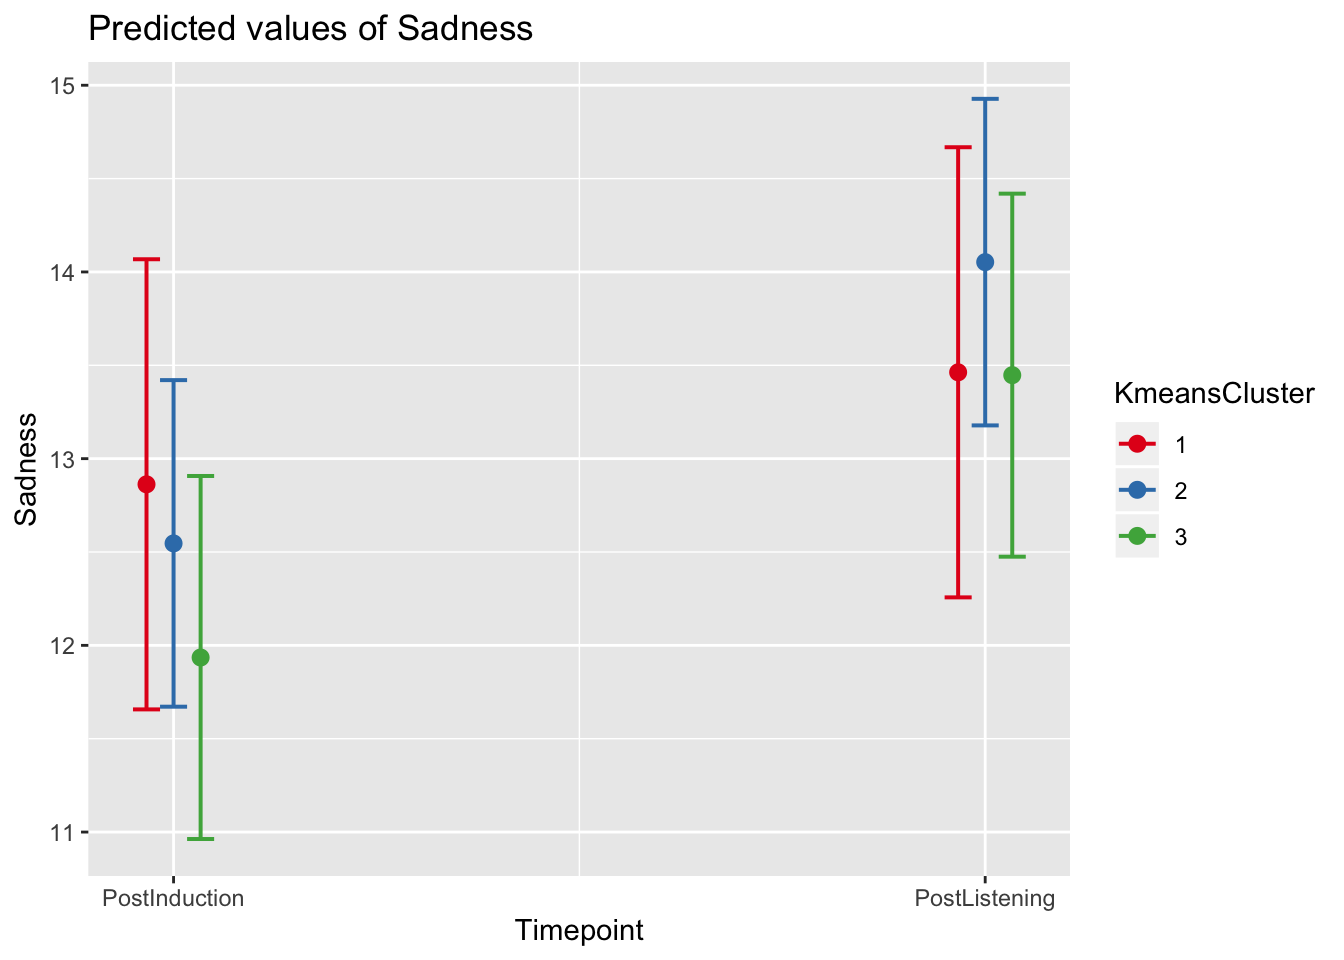 Predicted values of Sadness
15
14
13
12
11
Sadness
PostInduction
PostListening
Timepoint
KmeansCluster
1
2
3